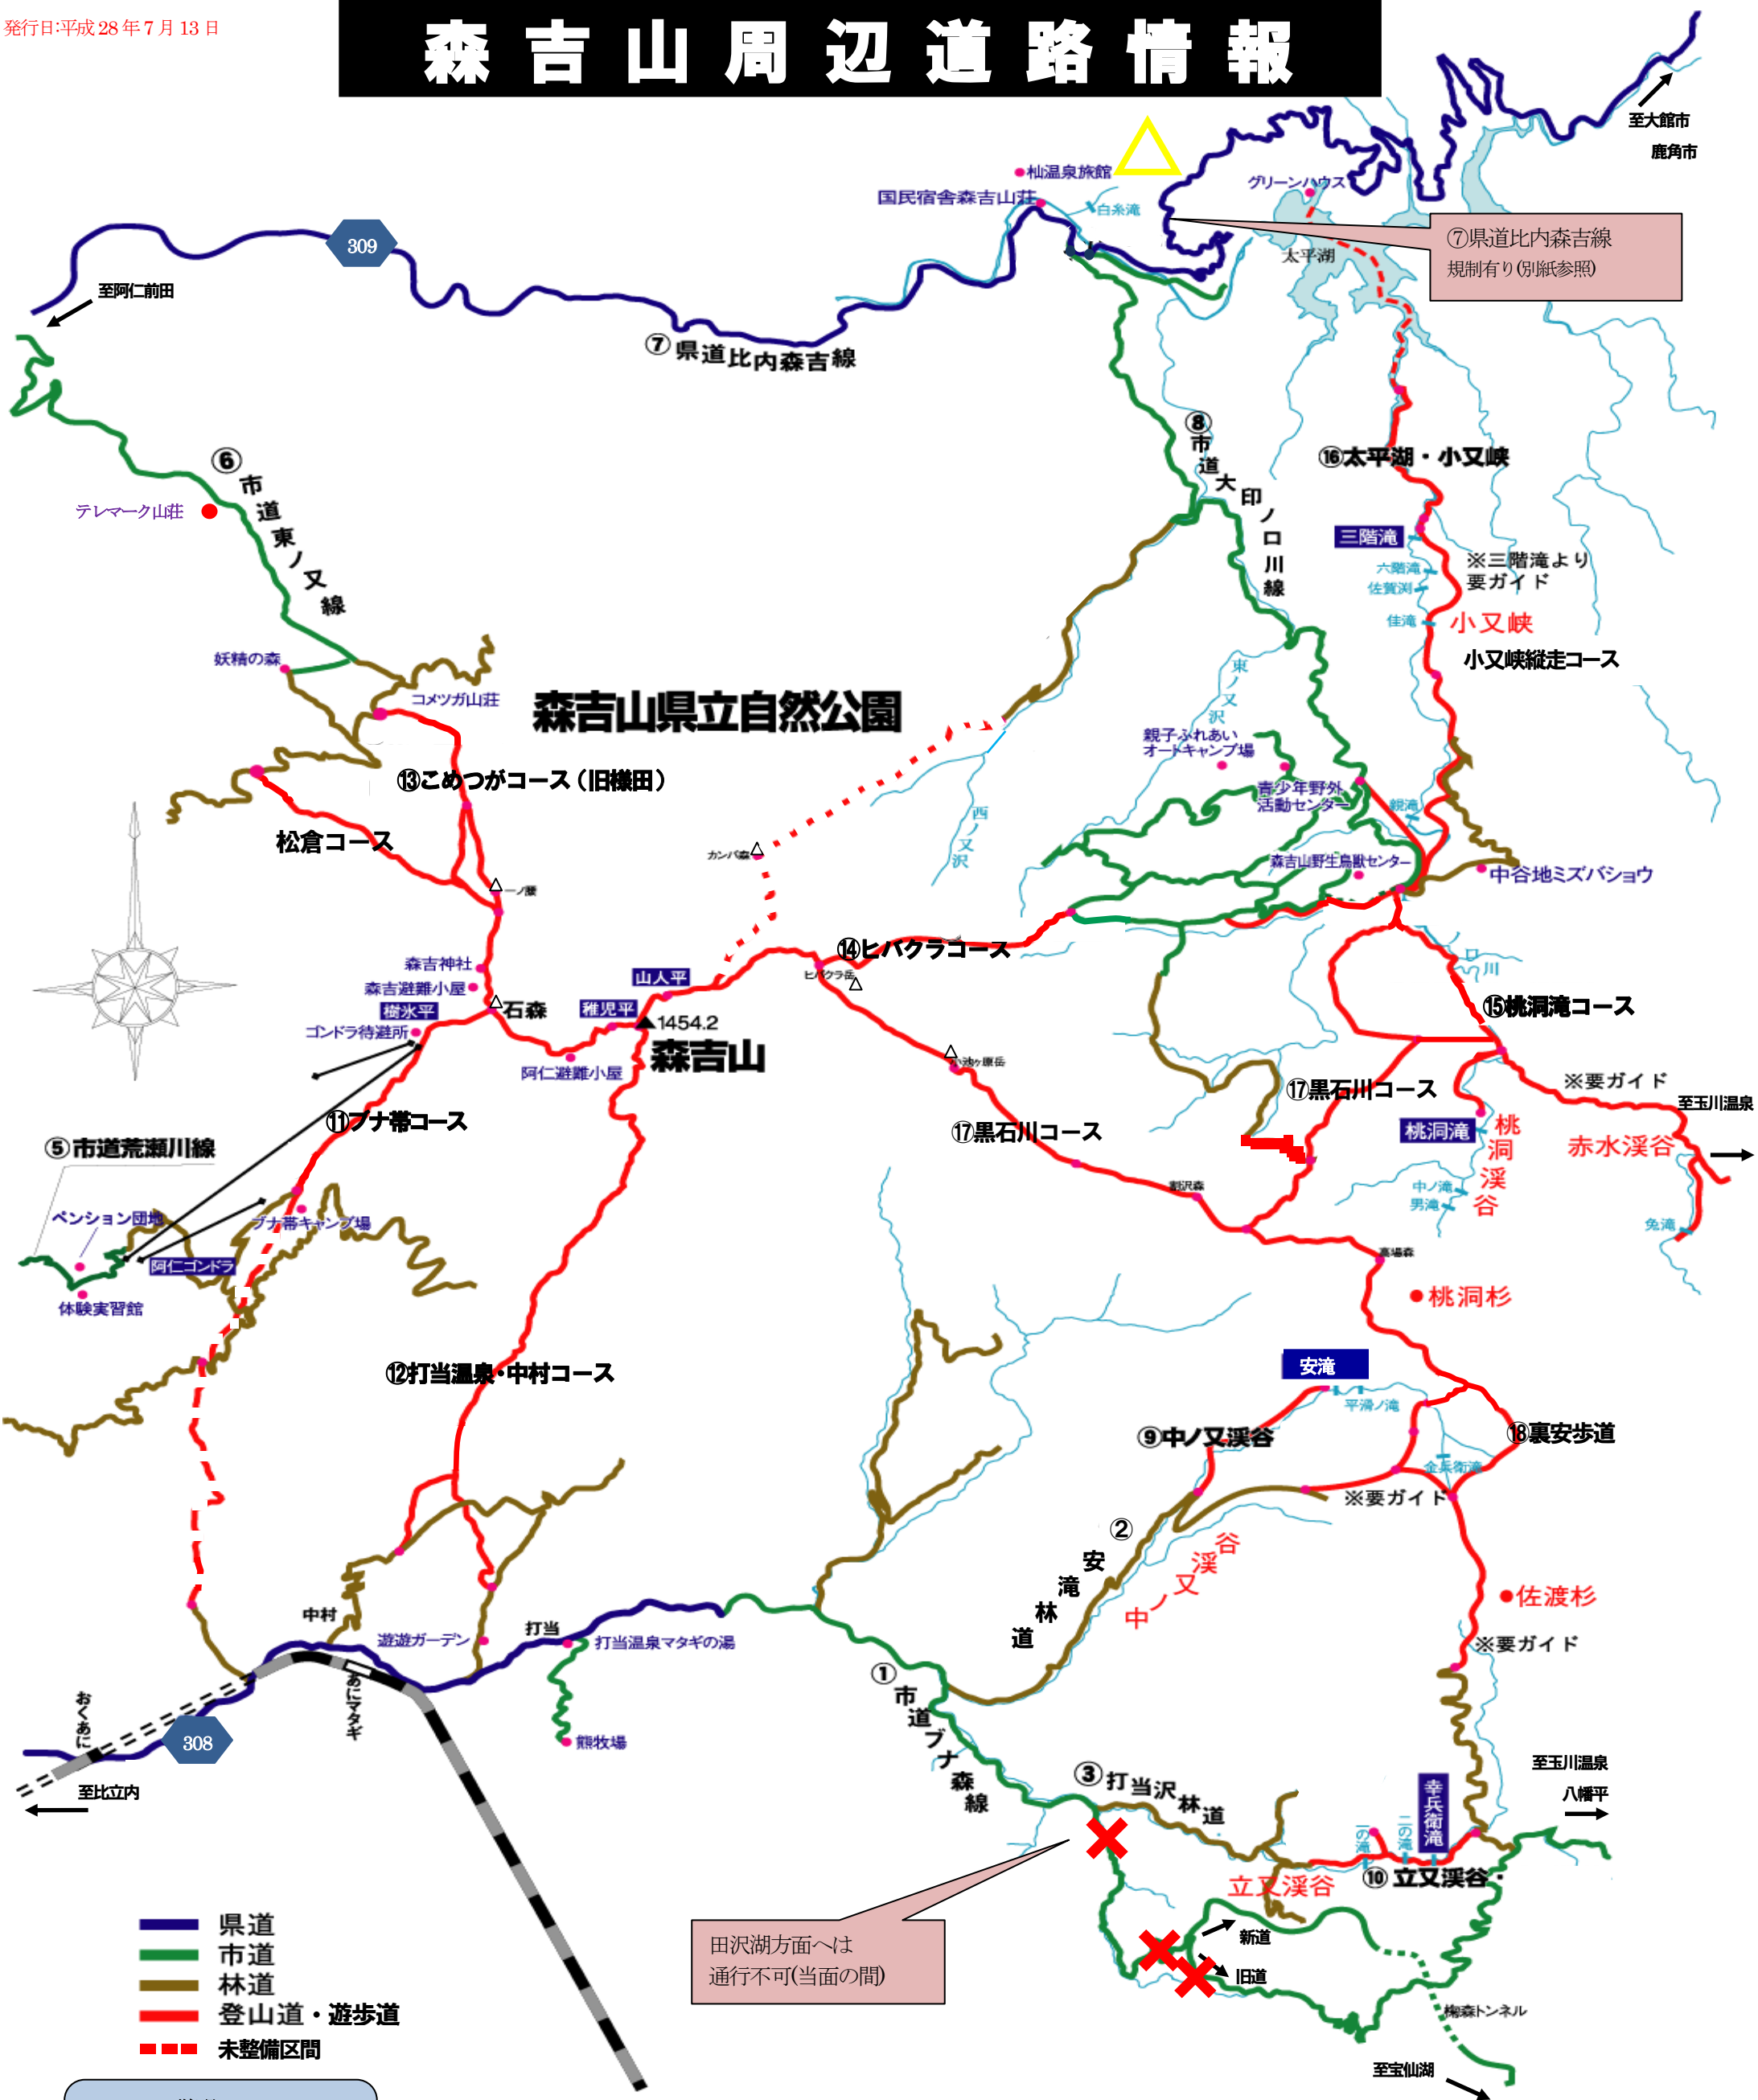 発行日:平成28年7月13日
森吉山周辺道路情報
至大館市
鹿角市
杣温泉旅館
国民宿舎森吉山荘
白糸滝
グリーンハウス
太平湖
⑦県道比内森吉線
規制有り(別紙参照)
309
至阿仁前田
⑦県道比内森吉線
⑥市道東ノ又線
テレマーク山荘
⑧市道大印ノ口川線
⑯太平湖・小又峡
三階滝
※三階滝より
要ガイド
六階滝
佐賀渕
佳滝
小又峡
小又峡縦走コース
妖精の森
コメツガ山荘
森吉山県立自然公園
東ノ又沢
親子ふれあい
オートキャンプ場
青少年野外
活動センター
⑬こめつがコース(旧様田)
松倉コース
西ノ又沢
親滝
カンバ森
森吉山野生鳥獣センター
中谷地ミズバショウ
一ノ腰
⑭ヒバクラコース
ヒバクラ岳
森吉神社
森吉避難小屋
山人平
樹氷平
石森
稚児平
ゴンドラ待避所
1454.2
森吉山
阿仁避難小屋
口川
⑮桃洞滝コース
小池ヶ原岳
※要ガイド
⑰黒石川コース
至玉川温泉
⑪ブナ帯コース
⑰黒石川コース
桃洞滝
桃洞渓谷
赤水渓谷
⑤市道荒瀬川線
中ノ滝
男滝
割沢森
兎滝
ペンション団地
ブナ帯キャンプ場
阿仁ゴンドラ
高場森
体験実習館
桃洞杉
安滝
⑫打当温泉・中村コース
平滑ノ滝
⑨中ノ又渓谷
⑱裏安歩道
金兵衛滝
※要ガイド
②安滝林道
中ノ又渓谷
佐渡杉
中村
打当
遊遊ガーデン
打当温泉マタギの湯
※要ガイド
①市道ブナ森線
おくあに
あにマタギ
308
熊牧場
至比立内
至玉川温泉
八幡平
③打当沢林道
幸兵衛滝
一の滝
二の滝
⑩立又渓谷
立又渓谷
田沢湖方面へは
通行不可(当面の間)
新道
旧道
県道
市道
林道
登山道・遊歩道
未整備区間
至宝仙湖